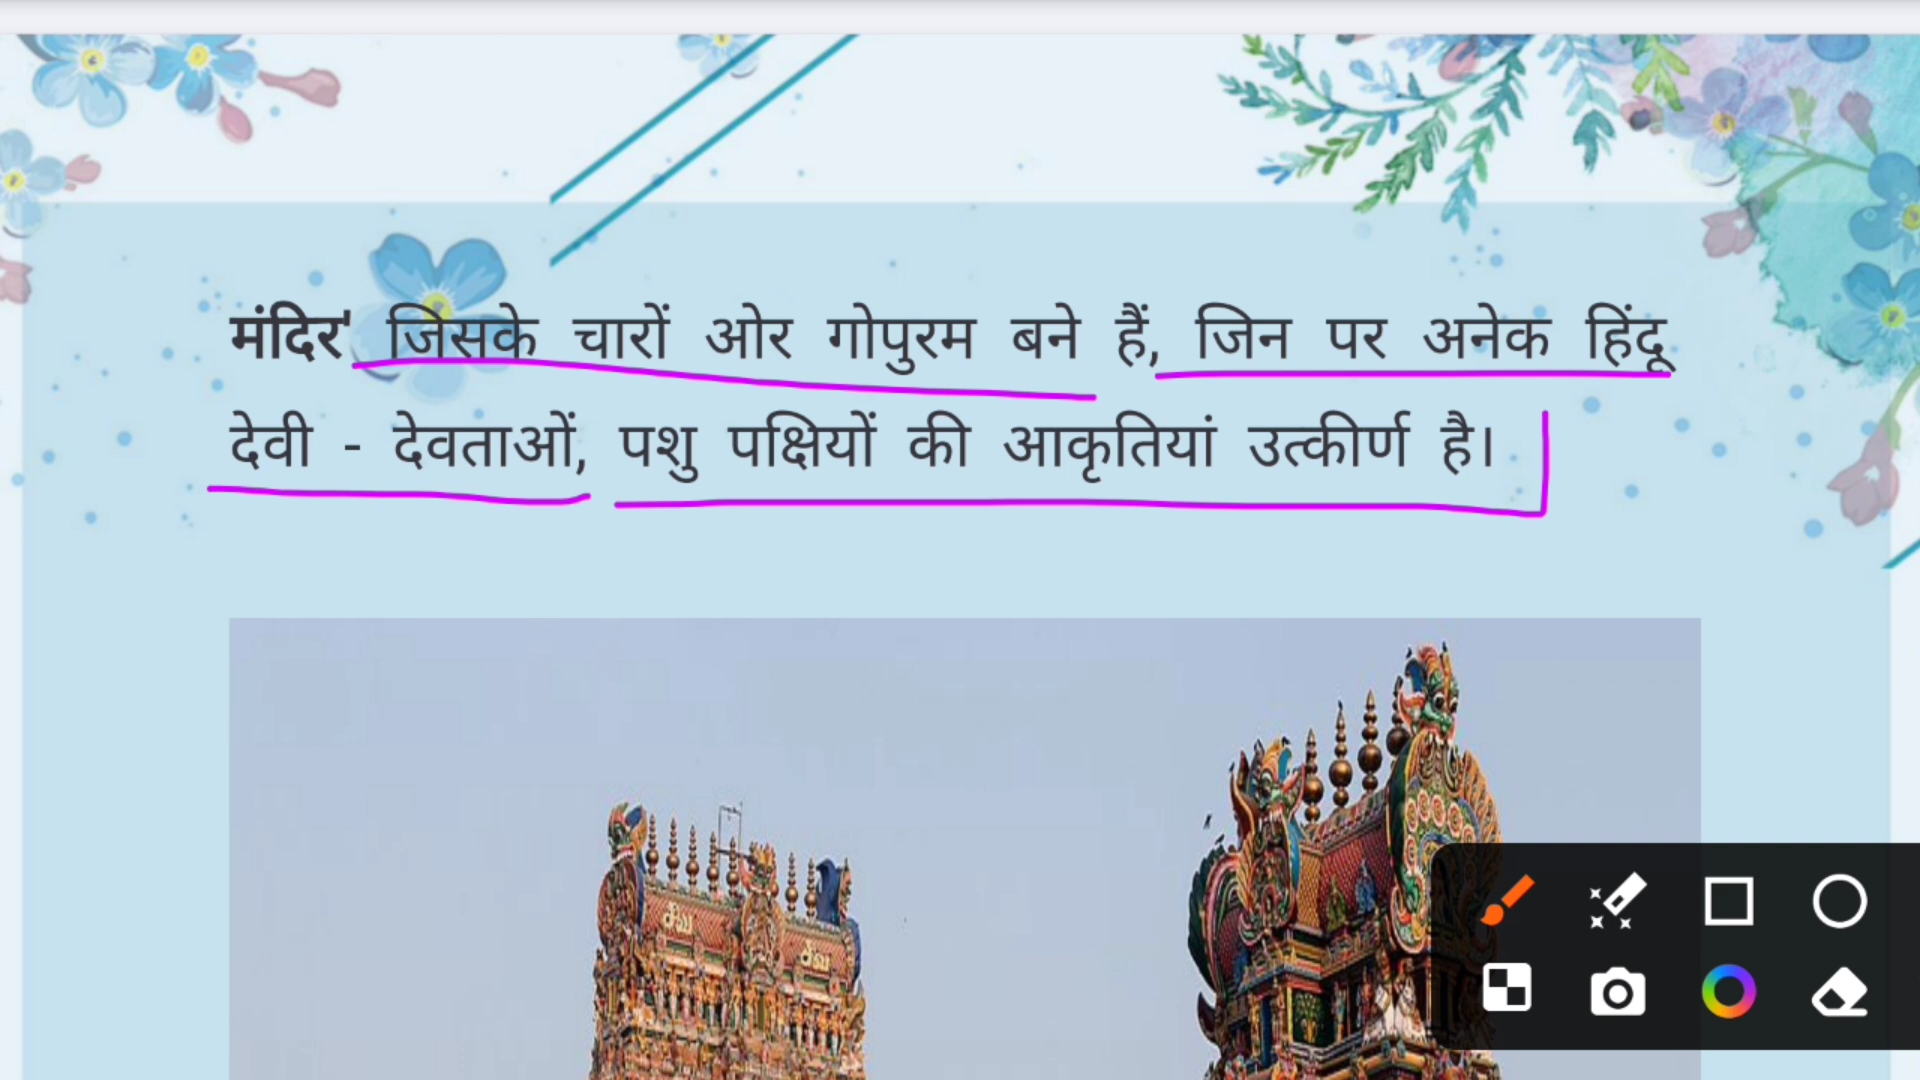 मंदिर' जिसके चारों ओर गोपुरम बने हैं, जिन पर अनेक हिंदू
देवी - देवताओं, पशु पक्षियों की आकृतियां उत्कीर्ण है।